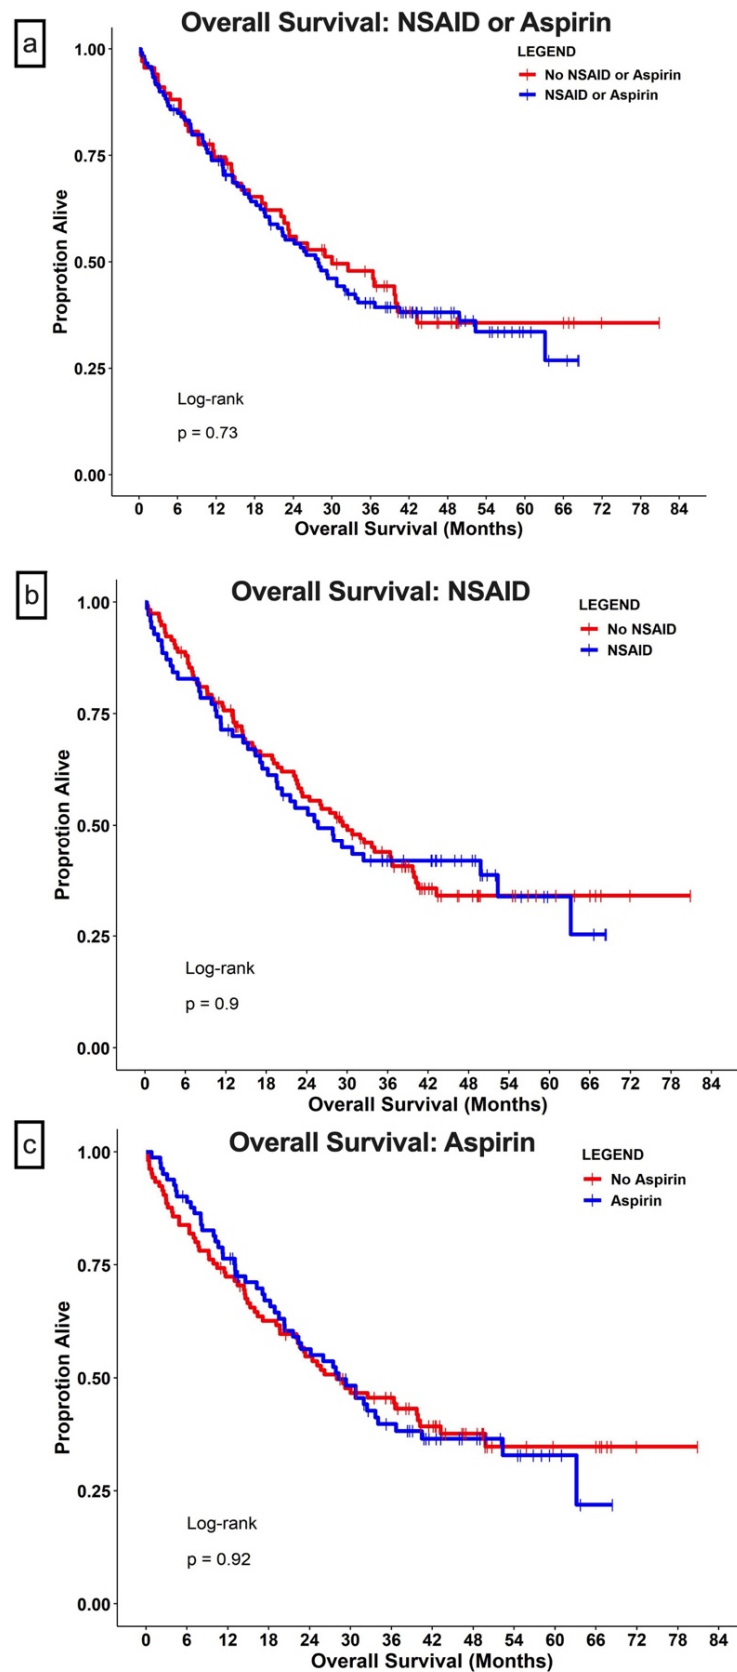 a
Overall Survival: NSAID or Aspirin
LEGEND
No NSAID or Aspirin
NSAID or Aspirin
Proprotion Alive
1.00
0.75
0.50
0.25
0.00
Log-rank
p = 0.73
0 6 12 18 24 30 36 42 48 54 60 66 72 78 84
Overall Survival (Months)
b
Overall Survival: NSAID
LEGEND
No NSAID
NSAID
Proprotion Alive
1.00
0.75
0.50
0.25
0.00
Log-rank
p = 0.9
0 6 12 18 24 30 36 42 48 54 60 66 72 78 84
Overall Survival (Months)
c
Overall Survival: Aspirin
LEGEND
No Aspirin
Aspirin
Proprotion Alive
1.00
0.75
0.50
0.25
0.00
Log-rank
p = 0.92
0 6 12 18 24 30 36 42 48 54 60 66 72 78 84
Overall Survival (Months)